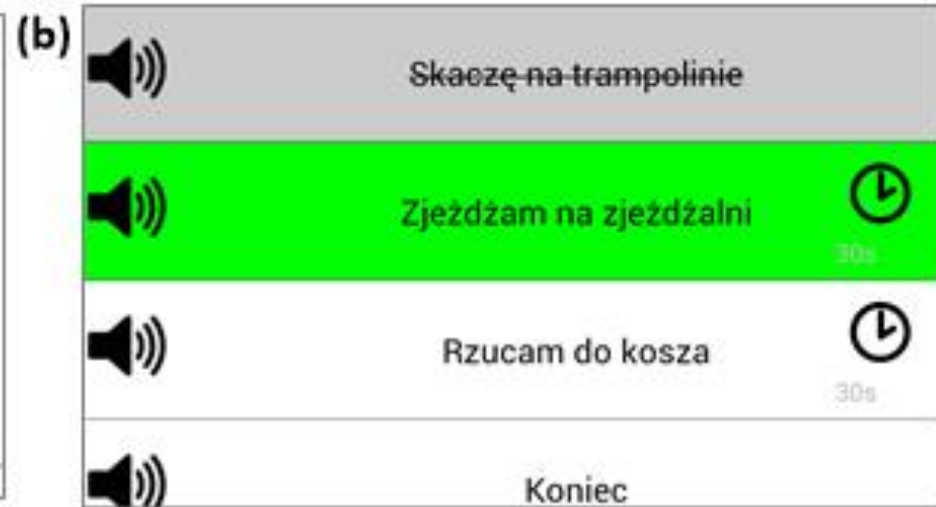 (b)
Skaczę na trampolinie
Zjeżdżam na zjeżdżalni
30s
Rzucam do kosza
30s
Koniec